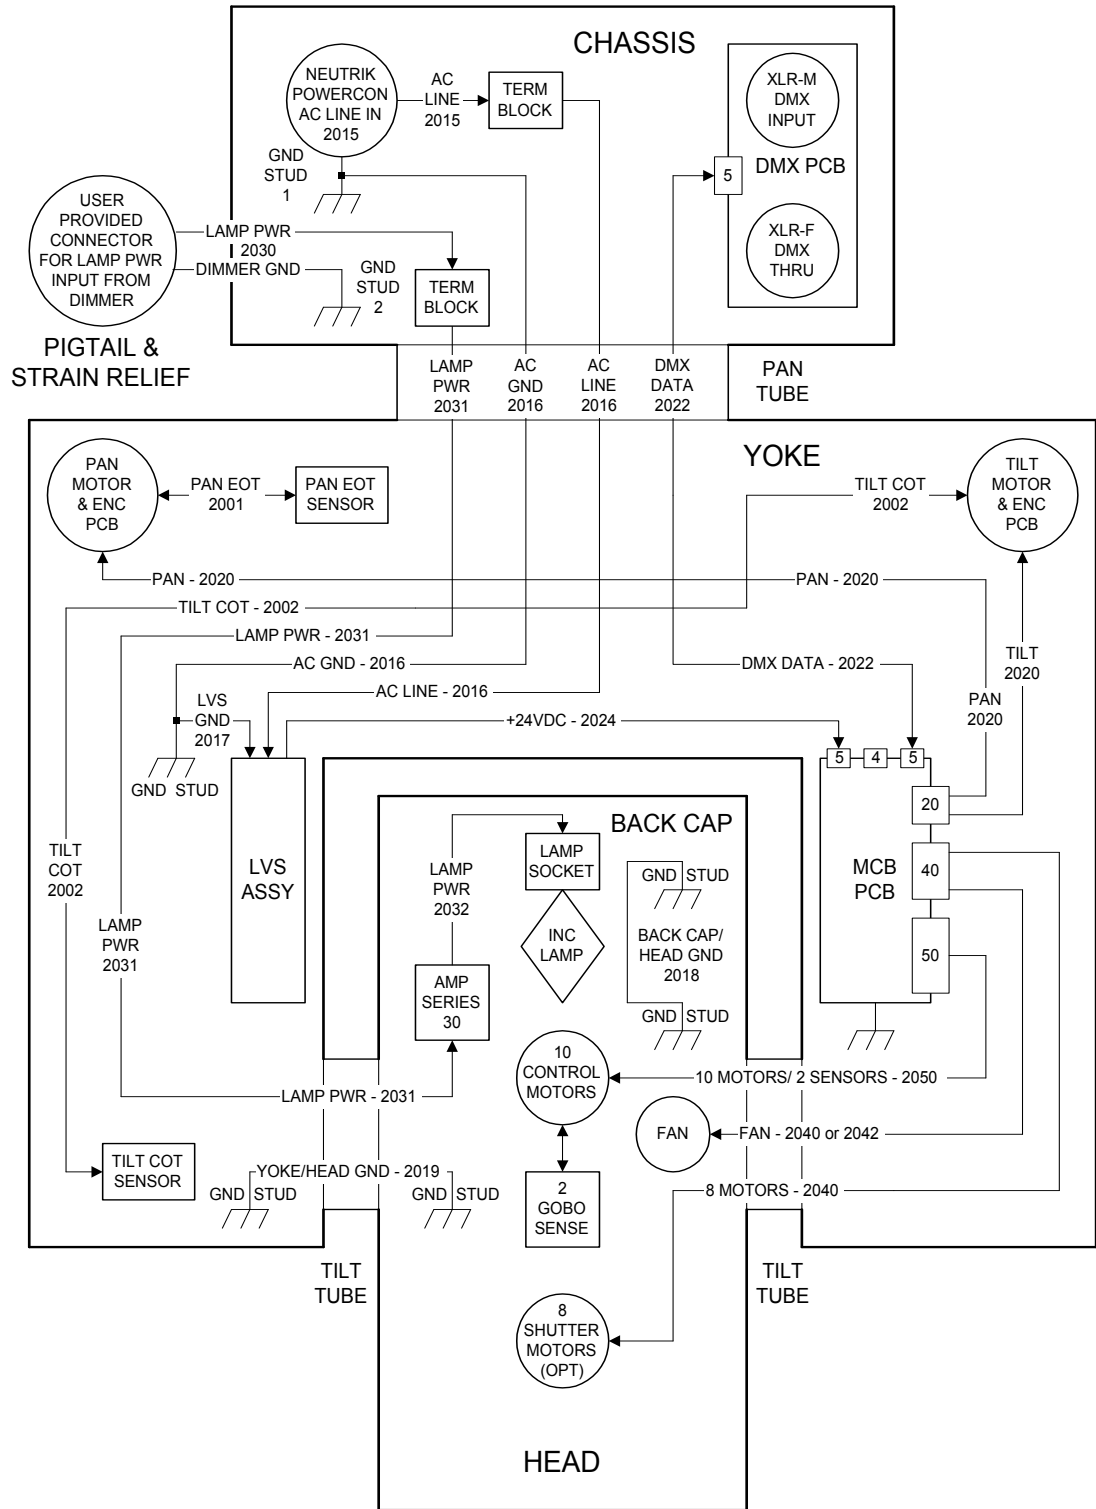 CHASSIS
NEUTRIK
POWERCON
AC LINE IN
2015
AC
LINE
2015
TERM
BLOCK
XLR-M
DMX
INPUT
DMX PCB
5
XLR-F
DMX
THRU
GND
STUD
1
USER
PROVIDED
CONNECTOR
FOR LAMP PWR
INPUT FROM
DIMMER
LAMP PWR
2030
DIMMER GND
GND
STUD
2
TERM
BLOCK
PIGTAIL &
STRAIN RELIEF
LAMP
PWR
2031
AC
GND
2016
AC
LINE
2016
DMX
DATA
2022
PAN
TUBE
YOKE
PAN
MOTOR
& ENC
PCB
PAN EOT
2001
PAN EOT
SENSOR
TILT COT
2002
TILT
MOTOR
& ENC
PCB
PAN - 2020
PAN - 2020
TILT COT - 2002
LAMP PWR - 2031
AC GND - 2016
DMX DATA - 2022
TILT
2020
AC LINE - 2016
LVS
GND
2017
+24VDC - 2024
PAN
2020
GND STUD
5
4
5
20
40
50
MCB
PCB
LVS
ASSY
TILT
COT
2002
LAMP
PWR
2031
BACK CAP
LAMP
PWR
2032
LAMP
SOCKET
INC
LAMP
GND STUD
BACK CAP/
HEAD GND
2018
GND STUD
AMP
SERIES
30
10
CONTROL
MOTORS
10 MOTORS/ 2 SENSORS - 2050
LAMP PWR - 2031
FAN
FAN - 2040 or 2042
TILT COT
SENSOR
YOKE/HEAD GND - 2019
GND STUD
GND STUD
2
GOBO
SENSE
8 MOTORS - 2040
TILT
TUBE
TILT
TUBE
8
SHUTTER
MOTORS
(OPT)
HEAD